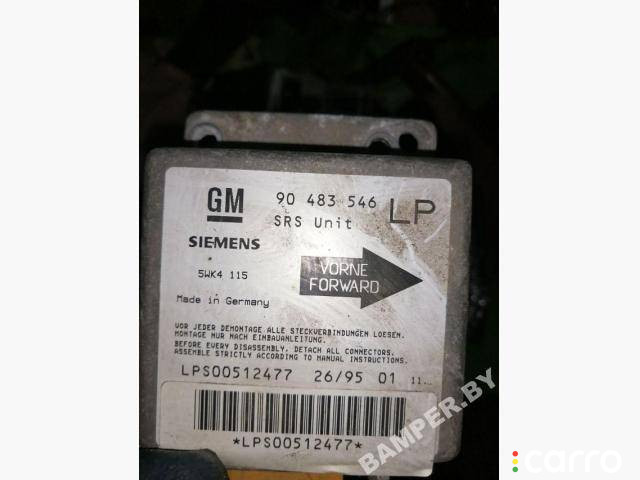 GM
90 483 546 LP
SRS Unit
SIEMENS
5WK4 115
VORNE
FORWARD
Made in Germany
VOR JEDER DEMONTAGE ALLE STECKVERBINDUNGEN LOESEN.
MONTAGE NUR NACH EINBAUANLEITUNG.
BEFORE EVERY DISASSEMBLY, DETACH ALL CONNECTORS.
ASSEMBLE STRICTLY ACCORDING TO MANUAL INSTRUCTIONS.
LPS00512477 26/95 01 11...
*LPS00512477*
BAMPER.BY
carro